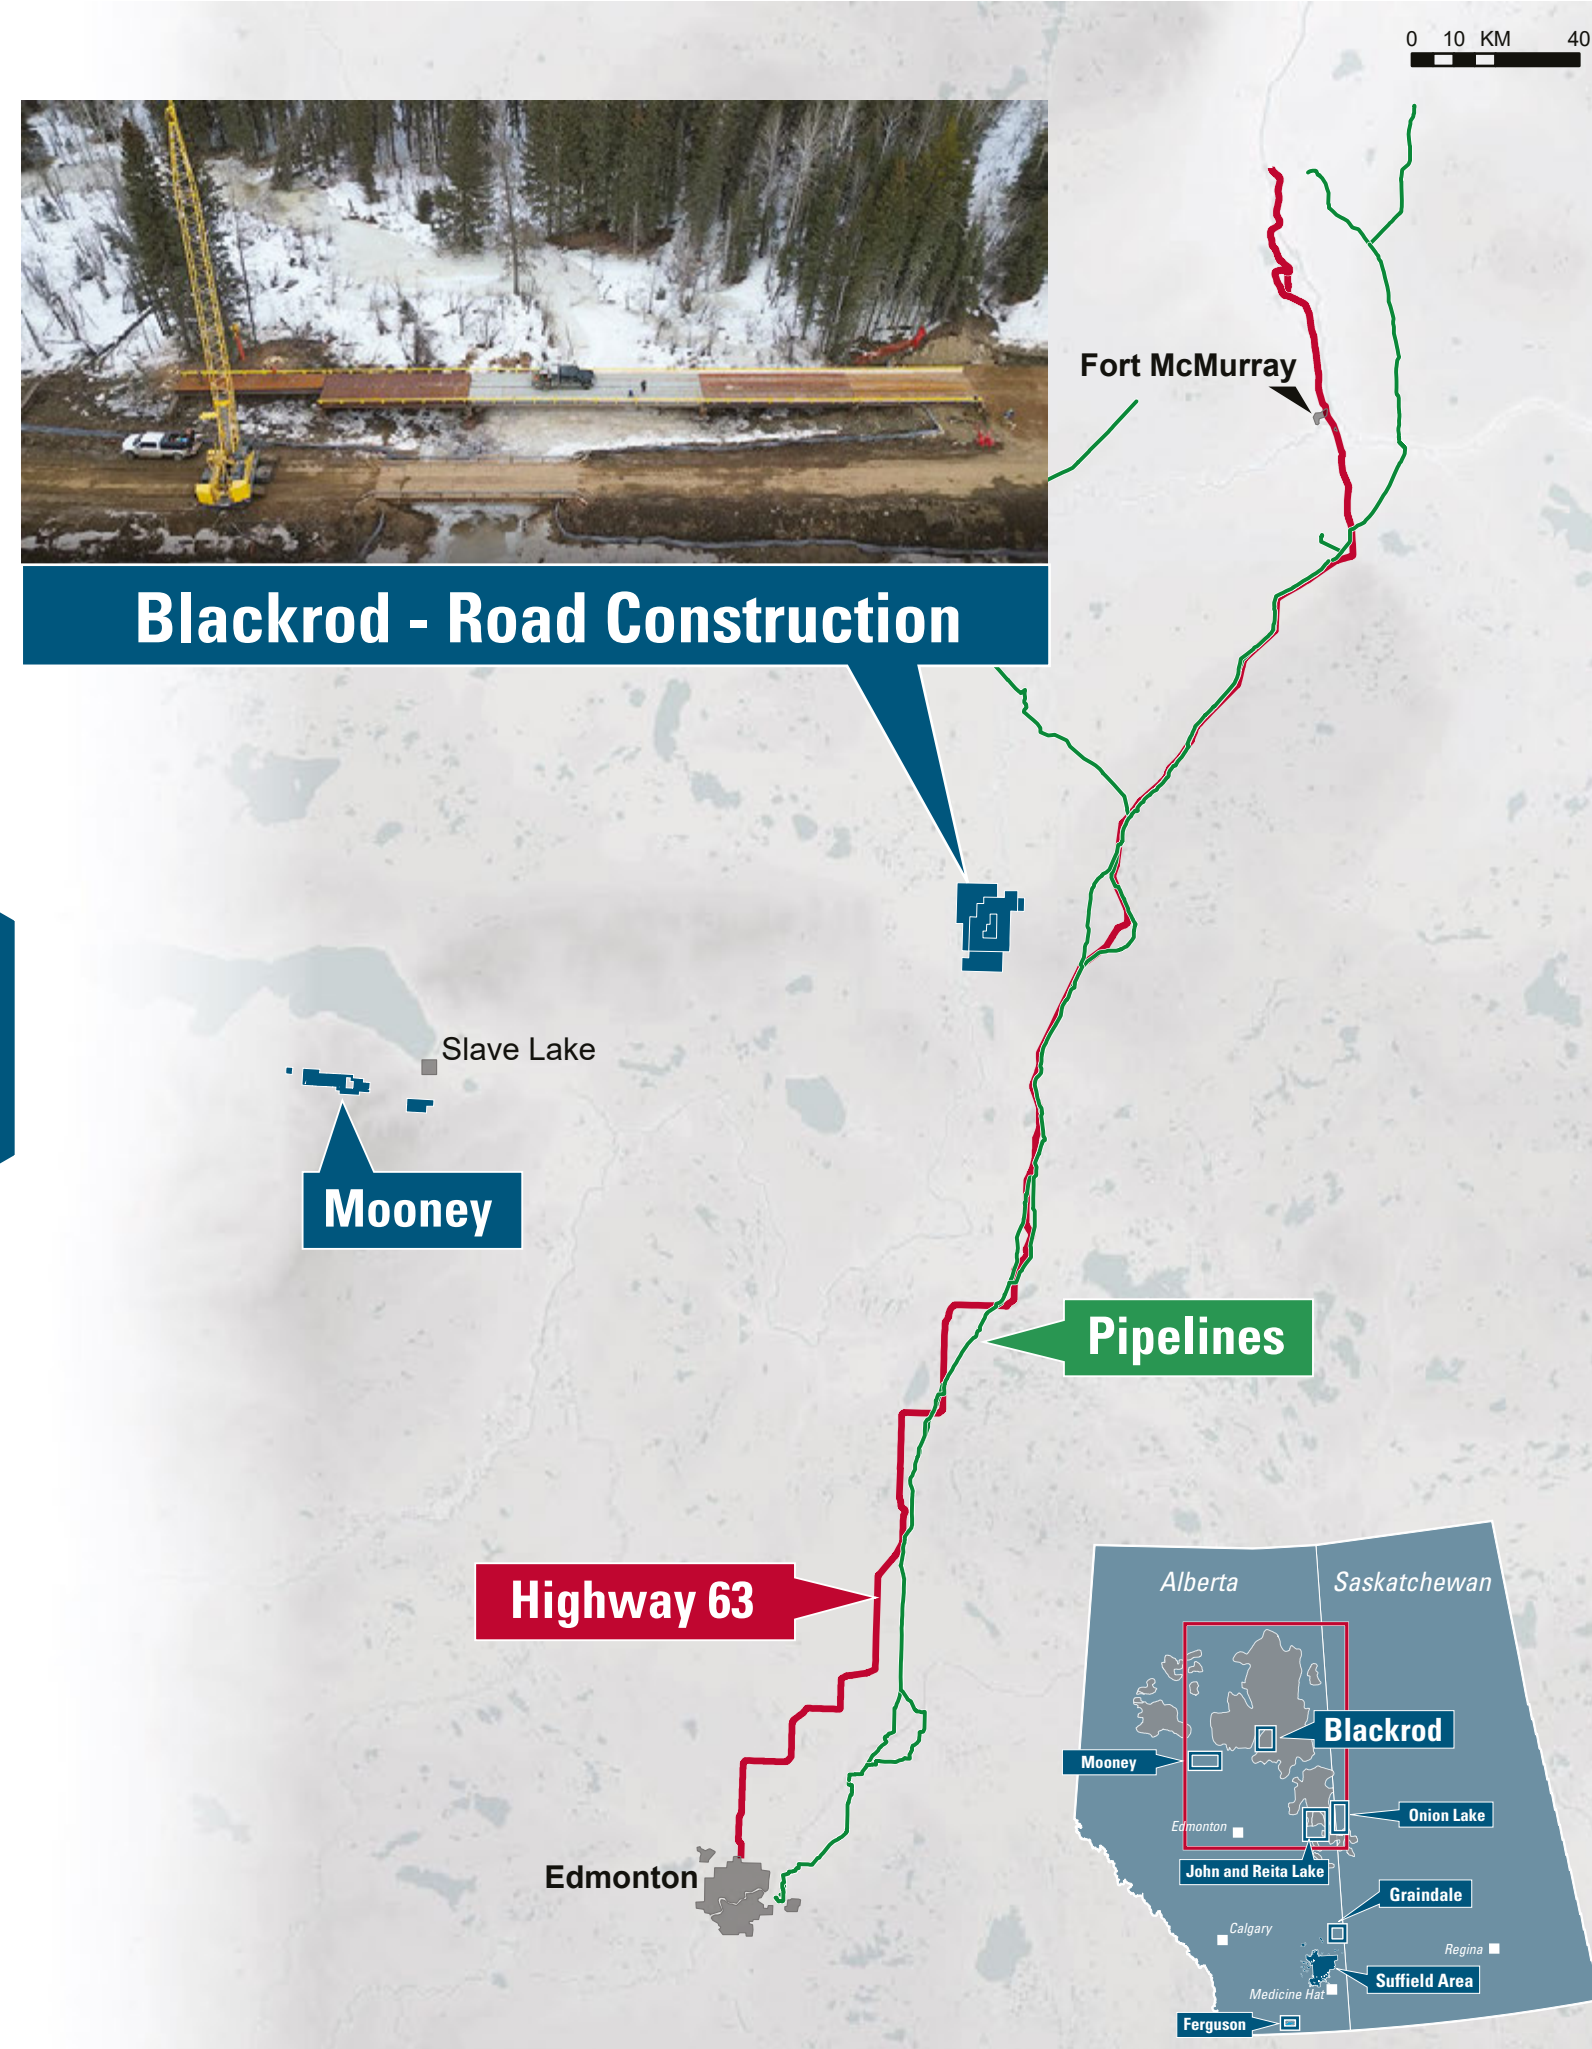 0 10 KM 40
Fort McMurray
Blackrod - Road Construction
Slave Lake
Mooney
Pipelines
Highway 63
Edmonton
Alberta
Saskatchewan
Blackrod
Mooney
Onion Lake
Edmonton
John and Reita Lake
Graindale
Calgary
Regina
Suffield Area
Medicine Hat
Ferguson